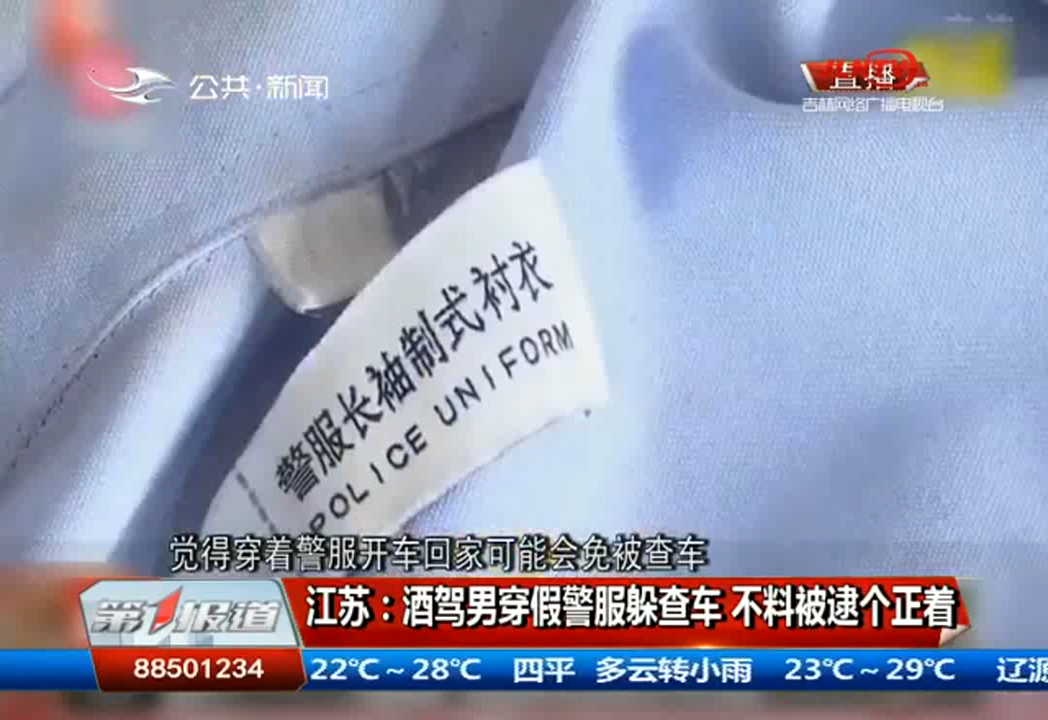 公共·新闻
直播
吉林网络广播电视台
警服长袖制式衬衣
POLICE UNIFORM
觉得穿着警服开车回家可能会免被查车
第1报道
江苏：酒驾男穿假警服躲查车 不料被逮个正着
88501234
22℃～28℃ 四平 多云转小雨 23℃～29℃ 辽源